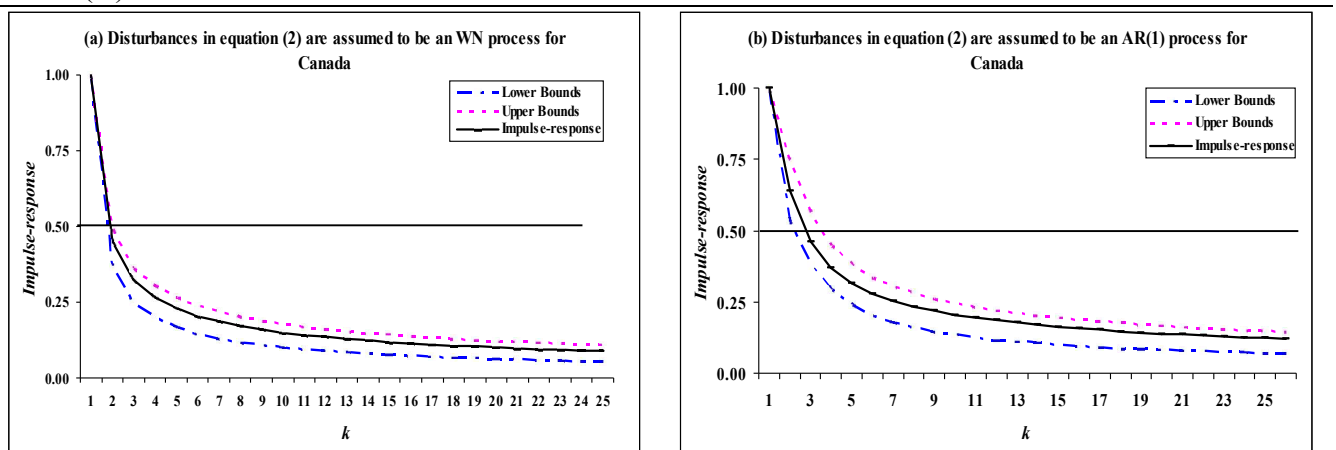 (a) Disturbances in equation (2) are assumed to be an WN process for
Canada
Lower Bounds
Upper Bounds
Impulse-response
Impulse-response
1.00
0.75
0.50
0.25
0.00
1 2 3 4 5 6 7 8 9 10 11 12 13 14 15 16 17 18 19 20 21 22 23 24 25
k
(b) Disturbances in equation (2) are assumed to be an AR(1) process for
Canada
Lower Bounds
Upper Bounds
Impulse-response
Impulse-response
1.00
0.75
0.50
0.25
0.00
1 3 5 7 9 11 13 15 17 19 21 23 25
k